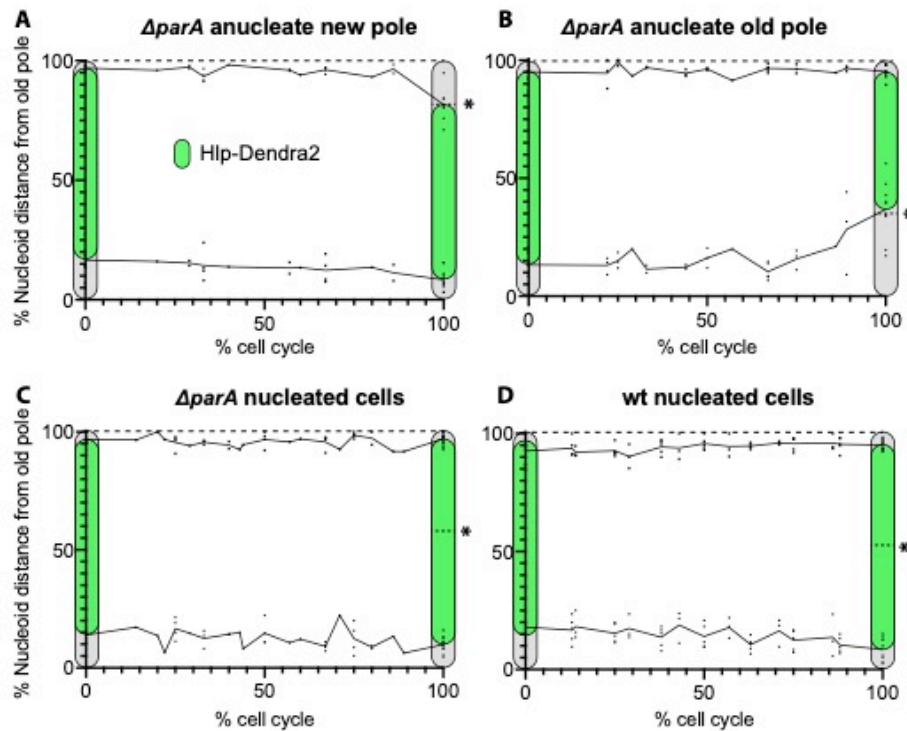 A
ΔparA anucleate new pole
% Nucleoid distance from old pole
100
50
0
Hlp-Dendra2
*
0
50
100
% cell cycle
B
ΔparA anucleate old pole
100
50
0
*
0
50
100
% cell cycle
C
ΔparA nucleated cells
% Nucleoid distance from old pole
100
50
0
*
0
50
100
% cell cycle
D
wt nucleated cells
100
50
0
*
0
50
100
% cell cycle